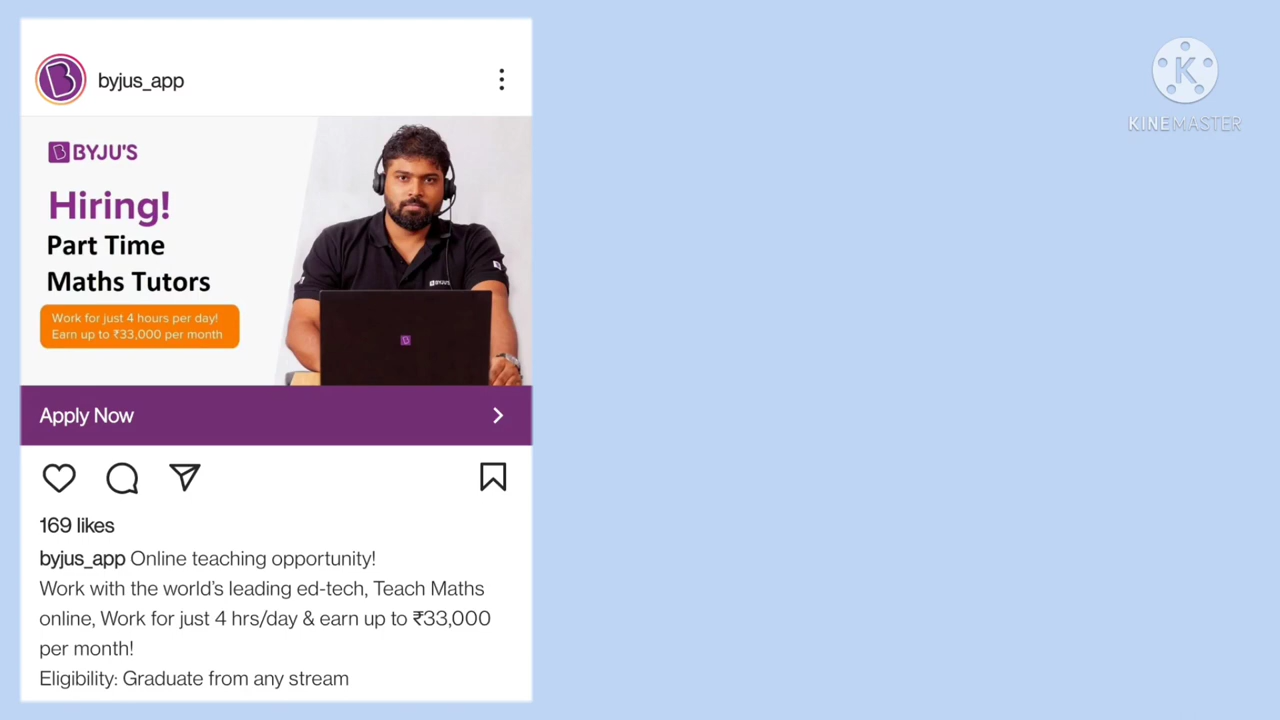 byjus_app
BYJU'S
Hiring!
Part Time
Maths Tutors
Work for just 4 hours per day!
Earn up to ₹33,000 per month
BYJU'S
Apply Now
169 likes
byjus_app Online teaching opportunity!
Work with the world's leading ed-tech, Teach Maths
online, Work for just 4 hrs/day & earn up to ₹33,000
per month!
Eligibility: Graduate from any stream
K
KINEMASTER